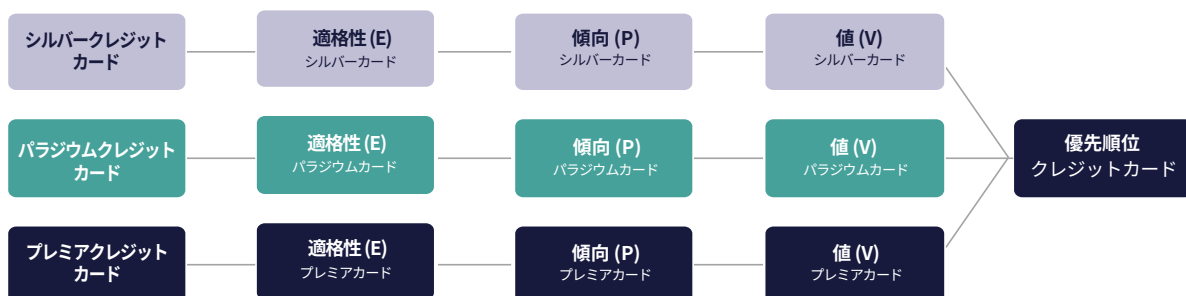 シルバークレジット
カード
適格性 (E)
シルバーカード
傾向 (P)
シルバーカード
値 (V)
シルバーカード
パラジウムクレジット
カード
適格性 (E)
パラジウムカード
傾向 (P)
パラジウムカード
値 (V)
パラジウムカード
優先順位
クレジットカード
プレミアクレジット
カード
適格性 (E)
プレミアカード
傾向 (P)
プレミアカード
値 (V)
プレミアカード